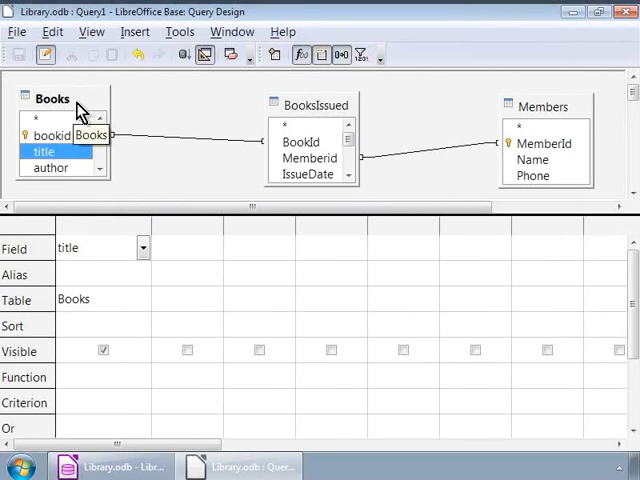 Library.odb : Query1 - LibreOffice Base: Query Design
File Edit View Insert Tools Window Help
Books
*
bookid
title
author
Books
BooksIssued
*
BookId
Memberid
IssueDate
Members
*
MemberId
Name
Phone
Field title
Alias
Table Books
Sort
Visible
Function
Criterion
Or
Library.odb - Libr...
Library.odb : Que...